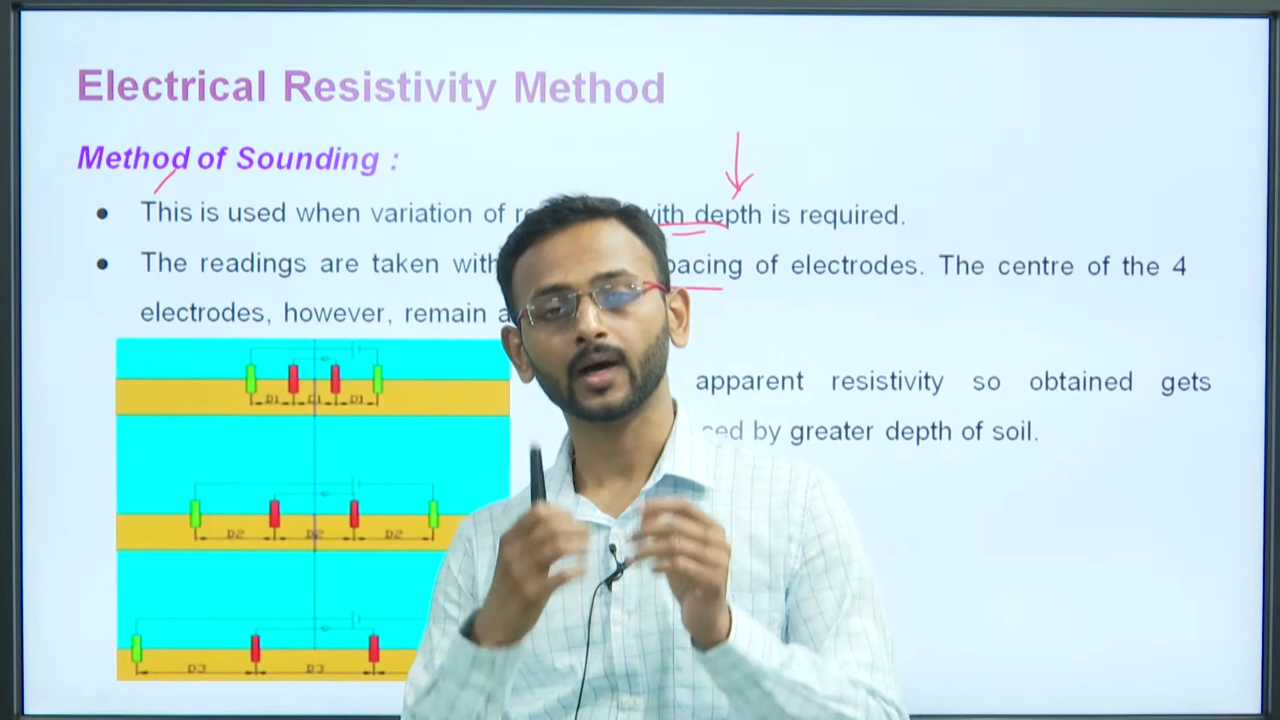 Electrical Resistivity Method
Method of Sounding :
● This is used when variation of with depth is required.
● The readings are taken with of electrodes. The centre of the 4
electrodes, however, remain
apparent resistivity so obtained gets
by greater depth of soil.
D1 D1 D1
D2 D2 D2
D3 D3